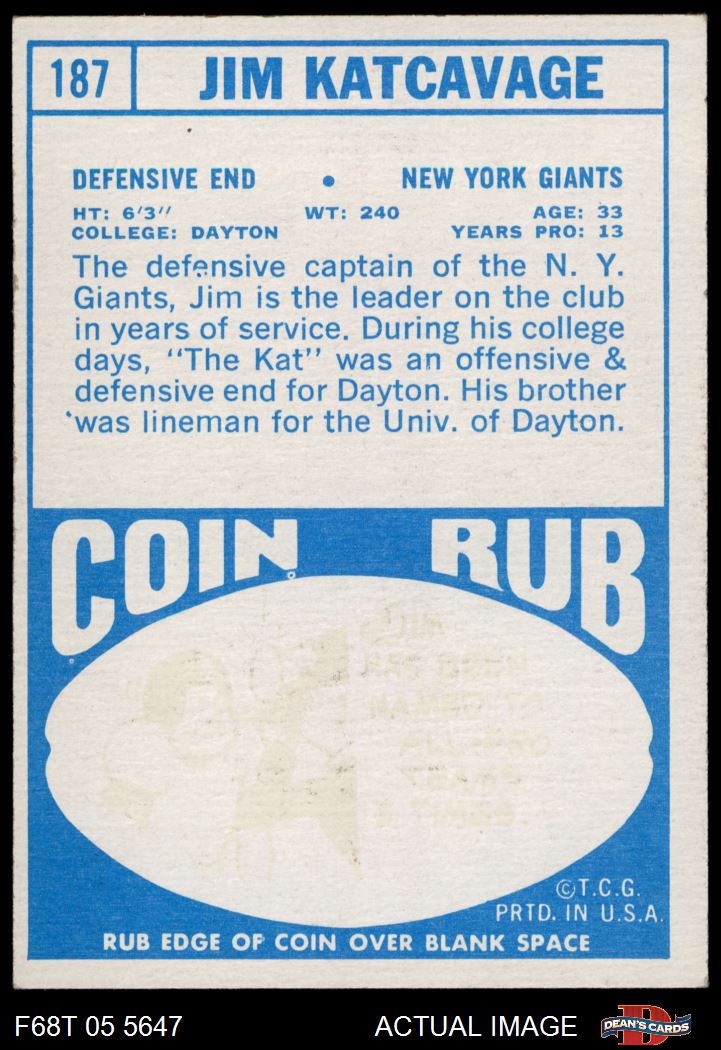 187 JIM KATCAVAGE
DEFENSIVE END • NEW YORK GIANTS
HT: 6'3" WT: 240 AGE: 33
COLLEGE: DAYTON YEARS PRO: 13
The defensive captain of the N. Y.
Giants, Jim is the leader on the club
in years of service. During his college
days, "The Kat" was an offensive &
defensive end for Dayton. His brother
was lineman for the Univ. of Dayton.
COIN RUB
©T.C.G.
PRTD. IN U.S.A.
RUB EDGE OF COIN OVER BLANK SPACE
F68T 05 5647 ACTUAL IMAGE D DEAN'S CARDS